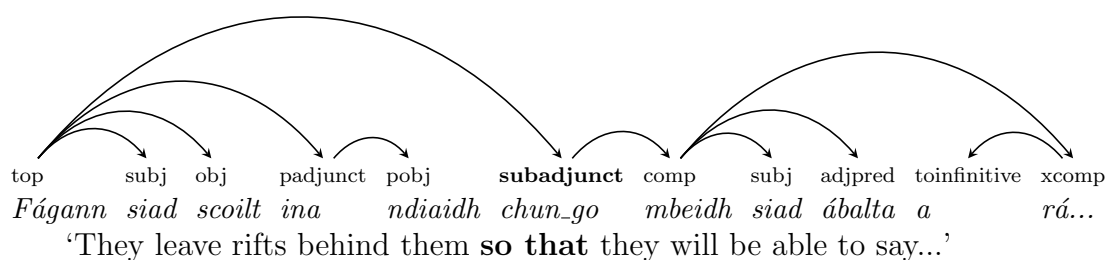 top subj obj padjunct pobj subadjunct comp subj adjpred toinfinitive xcomp
Fágann siad scoilt ina ndiaidh chun_go mbeidh siad ábalta a rá...
‘They leave rifts behind them so that they will be able to say...’